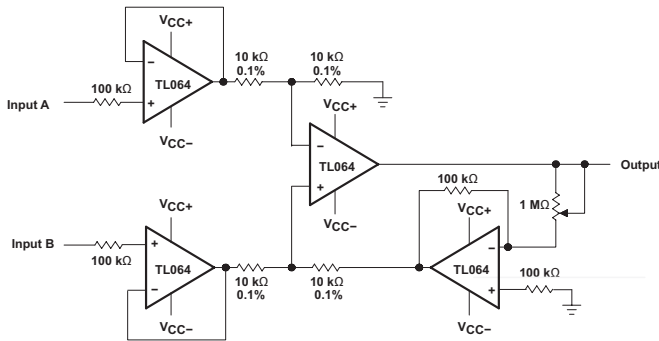 VCC+
10 kΩ
0.1%
10 kΩ
0.1%
−
TL064
100 kΩ
+
Input A
VCC−
VCC+
−
TL064
+
Output
100 kΩ
1 MΩ
VCC−
VCC+
VCC+
Input B
+
−
100 kΩ
TL064
TL064
100 kΩ
−
+
10 kΩ
0.1%
10 kΩ
0.1%
VCC−
VCC−